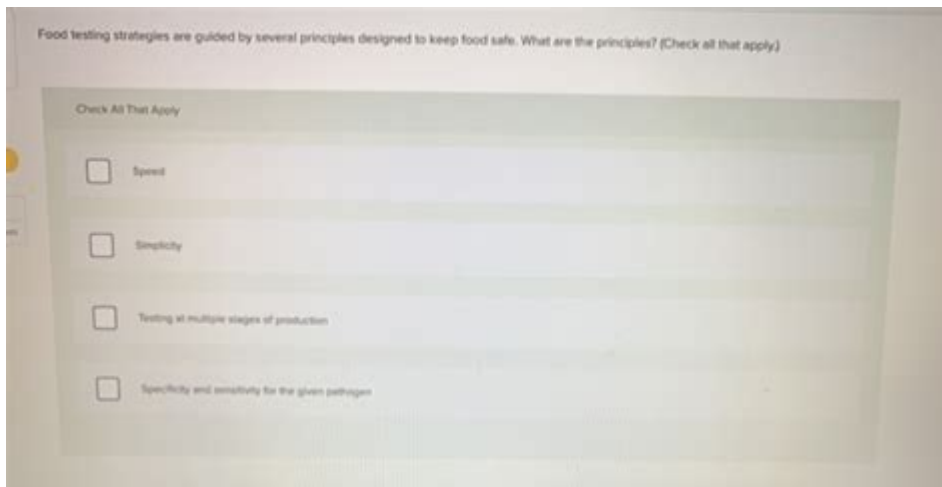 Food testing strategies are guided by several principles designed to keep food safe. What are the principles? (Check all that apply.)
Check All That Apply
Speed
Simplicity
Testing at multiple stages of production
Specificity and sensitivity for the given pathogen